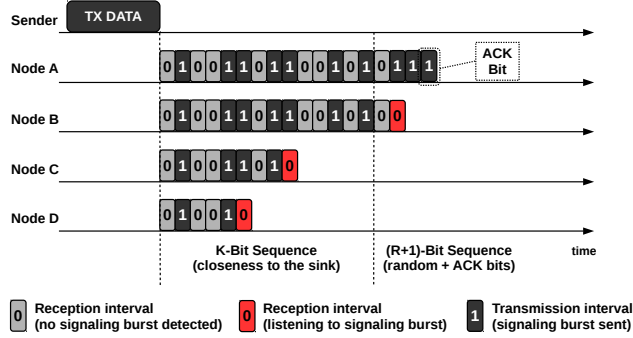 Sender TX DATA
Node A 0 1 0 0 1 1 0 1 1 0 0 1 0 1 0 1 1 1
ACK
Bit
Node B 0 1 0 0 1 1 0 1 1 0 0 1 0 1 0 0
Node C 0 1 0 0 1 1 0 1 0
Node D 0 1 0 0 1 0
K-Bit Sequence
(closeness to the sink)
(R+1)-Bit Sequence
(random + ACK bits)
time
0 Reception interval
(no signaling burst detected)
0 Reception interval
(listening to signaling burst)
1 Transmission interval
(signaling burst sent)